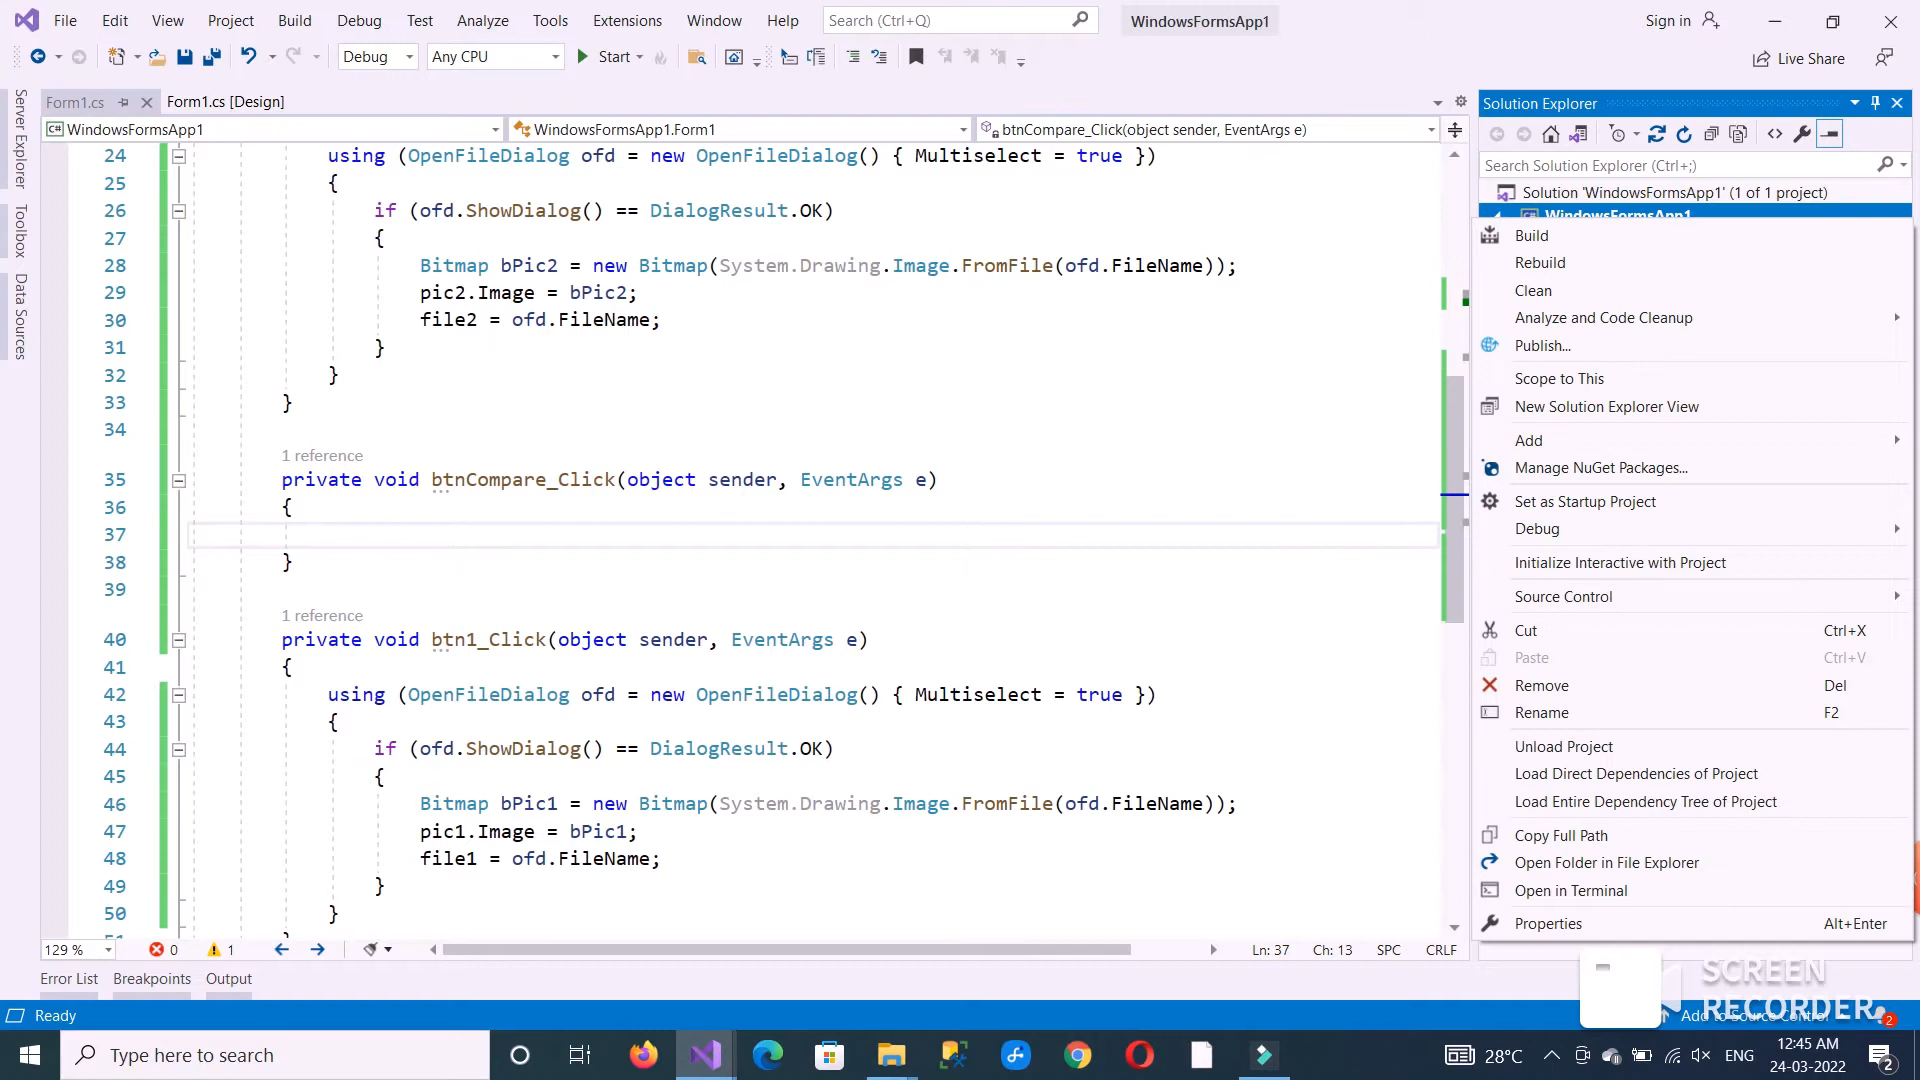 File Edit View Project Build Debug Test Analyze Tools Extensions Window Help Search (Ctrl+Q) WindowsFormsApp1 Sign in
Debug Any CPU Start Live Share
Form1.cs Form1.cs [Design]
C# WindowsFormsApp1 WindowsFormsApp1.Form1 btnCompare_Click(object sender, EventArgs e)
Server Explorer
Toolbox
Data Sources
24 using (OpenFileDialog ofd = new OpenFileDialog() { Multiselect = true })
25 {
26 if (ofd.ShowDialog() == DialogResult.OK)
27 {
28 Bitmap bPic2 = new Bitmap(System.Drawing.Image.FromFile(ofd.FileName));
29 pic2.Image = bPic2;
30 file2 = ofd.FileName;
31 }
32 }
33 }
34
1 reference
35 private void btnCompare_Click(object sender, EventArgs e)
36 {
37
38 }
39
1 reference
40 private void btn1_Click(object sender, EventArgs e)
41 {
42 using (OpenFileDialog ofd = new OpenFileDialog() { Multiselect = true })
43 {
44 if (ofd.ShowDialog() == DialogResult.OK)
45 {
46 Bitmap bPic1 = new Bitmap(System.Drawing.Image.FromFile(ofd.FileName));
47 pic1.Image = bPic1;
48 file1 = ofd.FileName;
49 }
50 }
129 % 0 1 Ln: 37 Ch: 13 SPC CRLF
Error List Breakpoints Output
Solution Explorer
Search Solution Explorer (Ctrl+;)
Solution 'WindowsFormsApp1' (1 of 1 project)
WindowsFormsApp1
Build
Rebuild
Clean
Analyze and Code Cleanup
Publish...
Scope to This
New Solution Explorer View
Add
Manage NuGet Packages...
Set as Startup Project
Debug
Initialize Interactive with Project
Source Control
Cut Ctrl+X
Paste Ctrl+V
Remove Del
Rename F2
Unload Project
Load Direct Dependencies of Project
Load Entire Dependency Tree of Project
Copy Full Path
Open Folder in File Explorer
Open in Terminal
Properties Alt+Enter
SCREEN
RECORDER
Ready Add to Source Control 2
Type here to search 28°C ENG 12:45 AM
24-03-2022 2